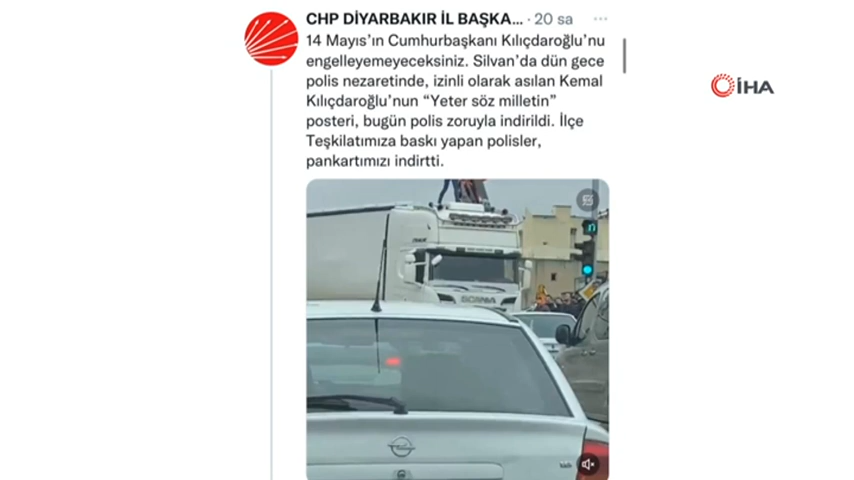 CHP DİYARBAKIR İL BAŞKA... · 20 sa
14 Mayıs’ın Cumhurbaşkanı Kılıçdaroğlu’nu
engelleyemeyeceksiniz. Silvan’da dün gece
polis nezaretinde, izinli olarak asılan Kemal
Kılıçdaroğlu’nun “Yeter söz milletin”
posteri, bugün polis zoruyla indirildi. İlçe
Teşkilatımıza baskı yapan polisler,
pankartımızı indirtti.
İHA
SCANIA